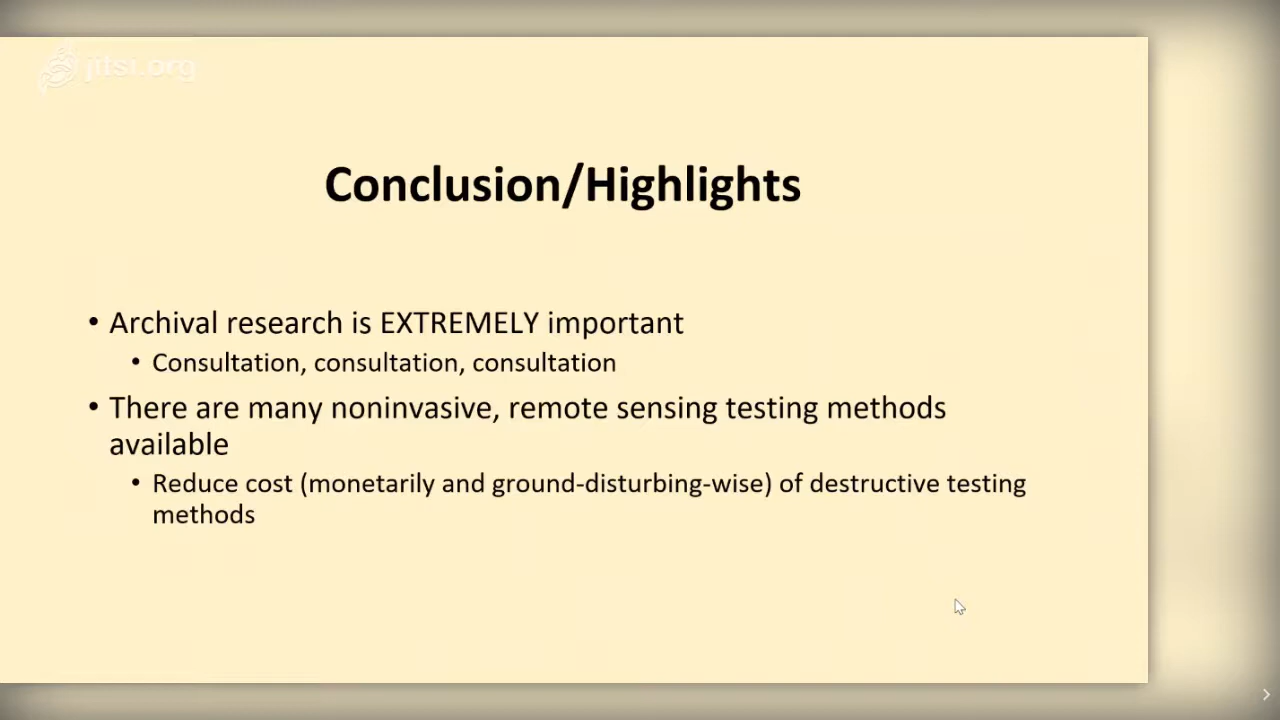 jitsi.org
Conclusion/Highlights
• Archival research is EXTREMELY important
• Consultation, consultation, consultation
• There are many noninvasive, remote sensing testing methods
available
• Reduce cost (monetarily and ground-disturbing-wise) of destructive testing
methods